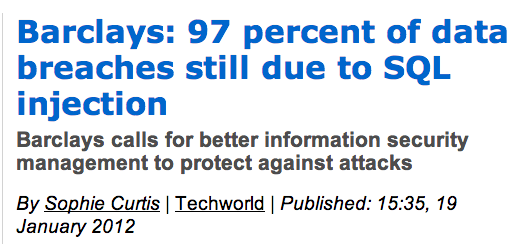 Barclays: 97 percent of data
breaches still due to SQL
injection
Barclays calls for better information security
management to protect against attacks
By Sophie Curtis | Techworld | Published: 15:35, 19
January 2012